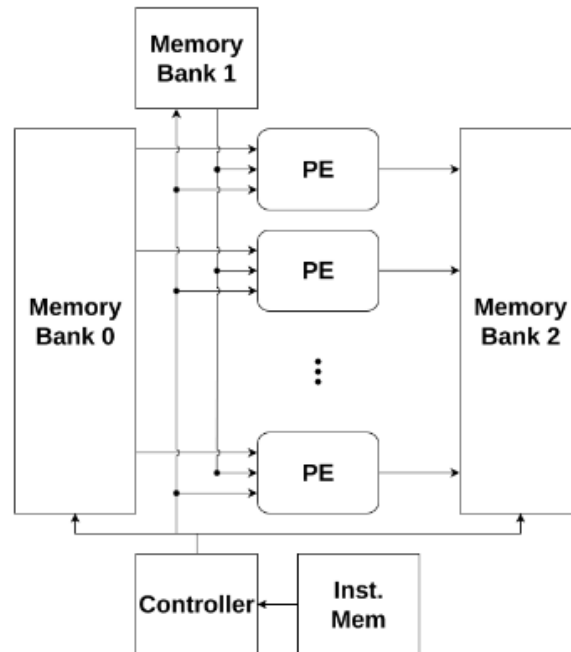 Memory
Bank 1
PE
PE
Memory
Bank 0
Memory
Bank 2
PE
Controller
Inst.
Mem